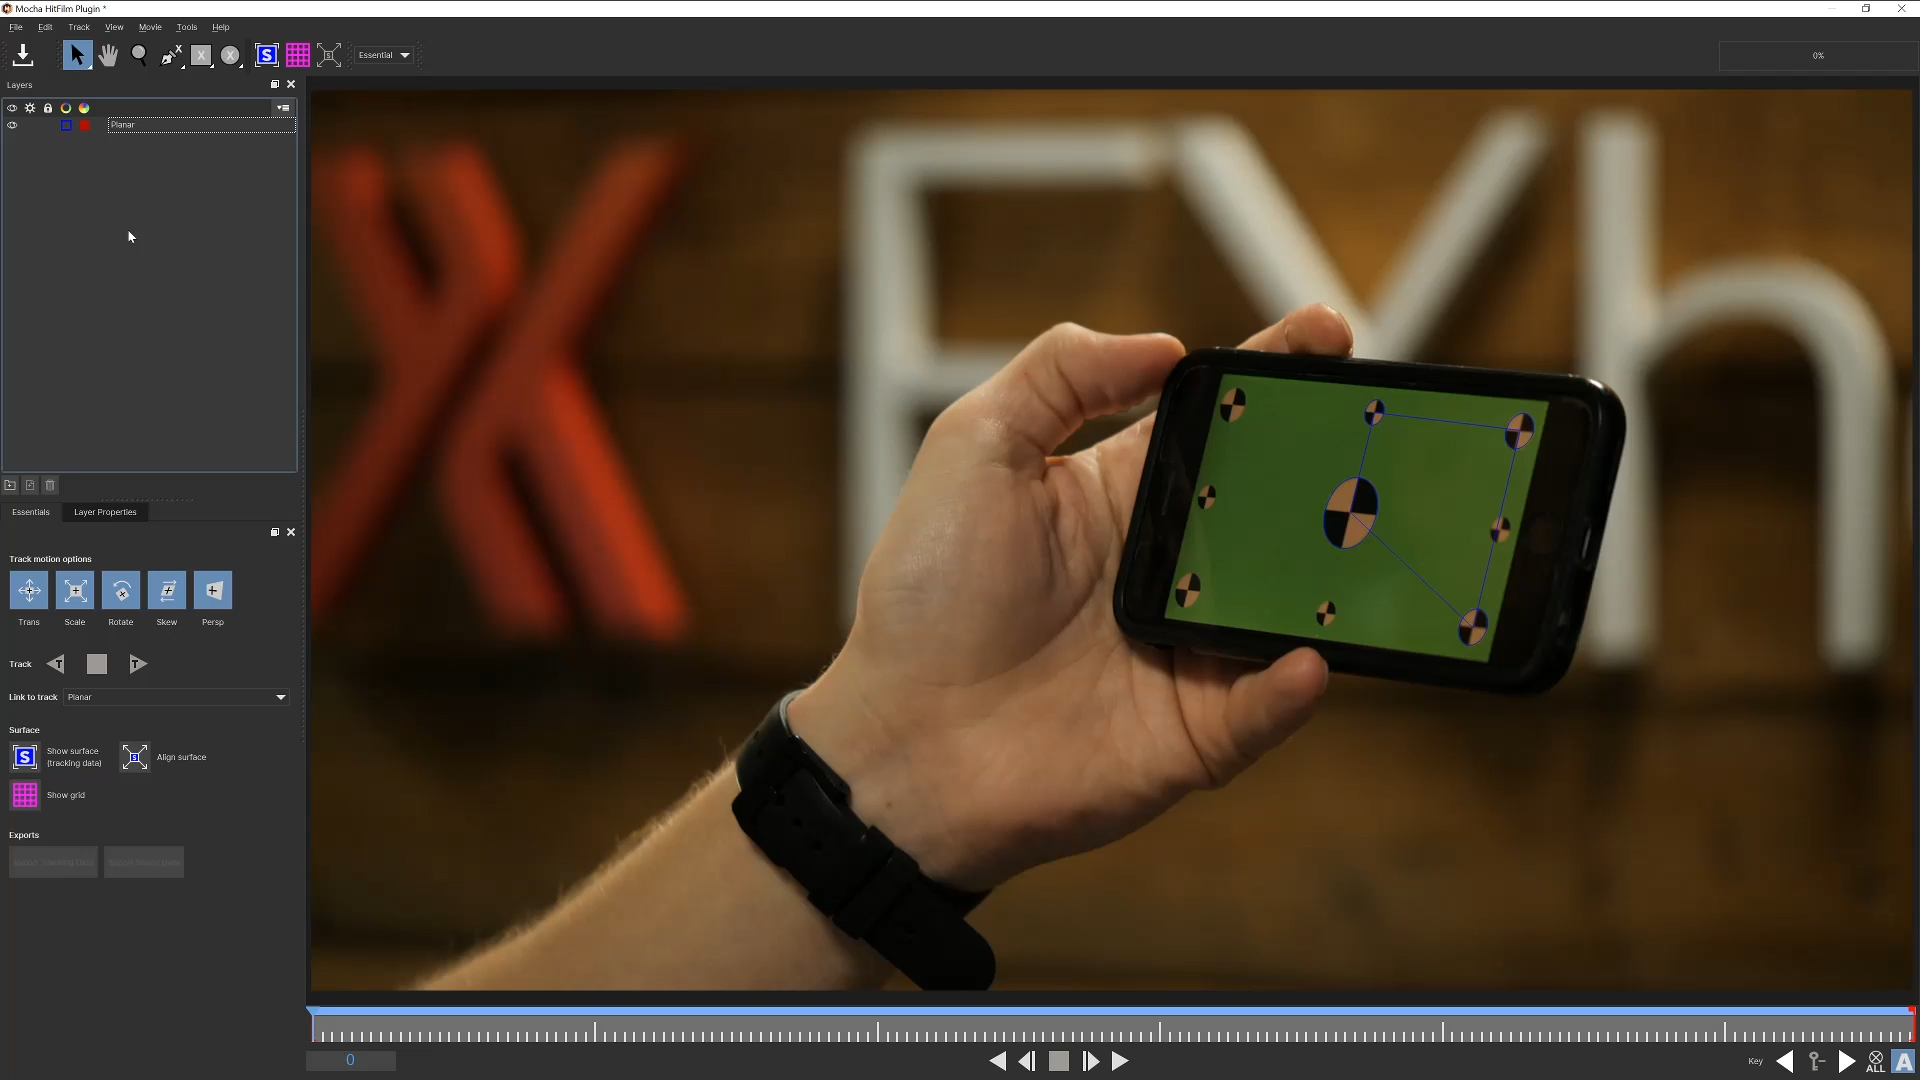 Mocha HitFilm Plugin *
File Edit Track View Movie Tools Help
S
Essential
0%
Layers
Planar
Essentials Layer Properties
Track motion options
Trans Scale Rotate Skew Persp
Track T T
Link to track Planar
Surface
S Show surface
(tracking data)
S Align surface
Show grid
Exports
0
Key
ALL
A